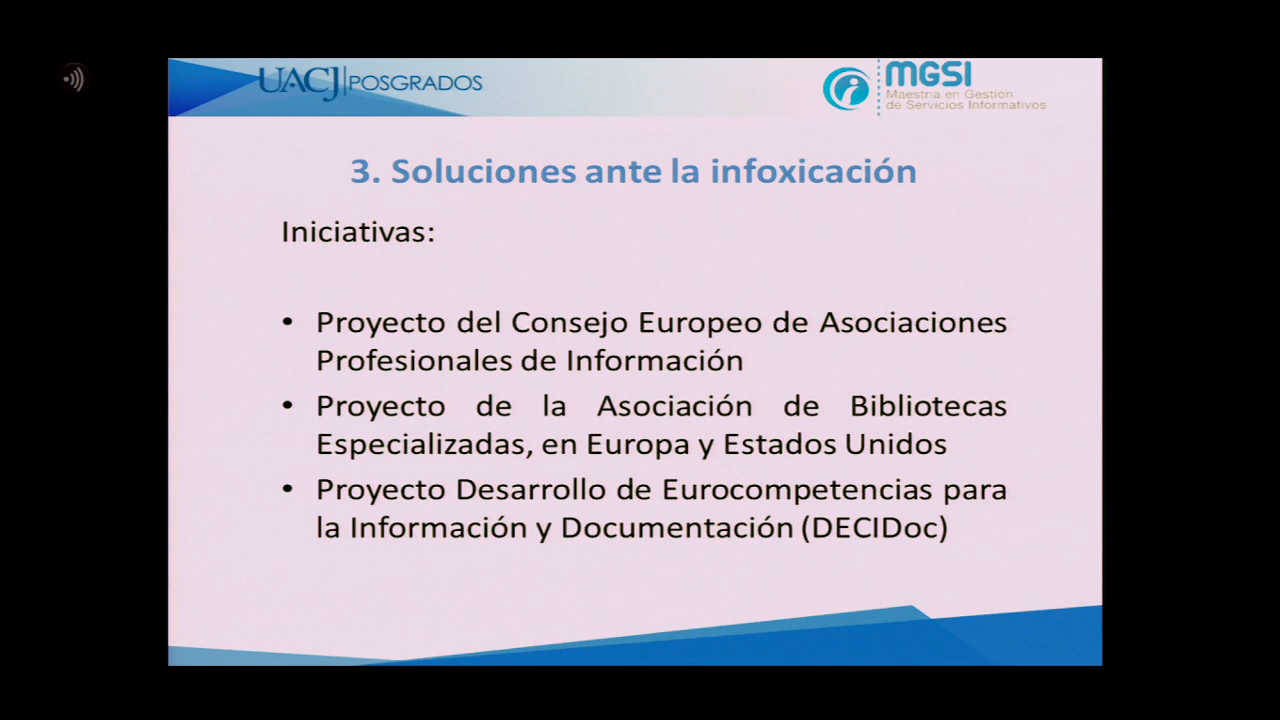 UACJ POSGRADOS
MGSI
Maestría en Gestión
de Servicios Informativos
3. Soluciones ante la infoxicación
Iniciativas:
• Proyecto del Consejo Europeo de Asociaciones
Profesionales de Información
• Proyecto de la Asociación de Bibliotecas
Especializadas, en Europa y Estados Unidos
• Proyecto Desarrollo de Eurocompetencias para
la Información y Documentación (DECIDoc)